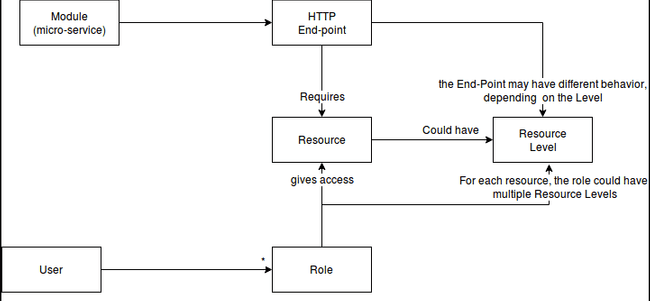 Module
(micro-service)
HTTP
End-point
the End-Point may have different behavior,
depending on the Level
Requires
Resource
Could have
Resource
Level
gives access
For each resource, the role could have
multiple Resource Levels
User
*
Role